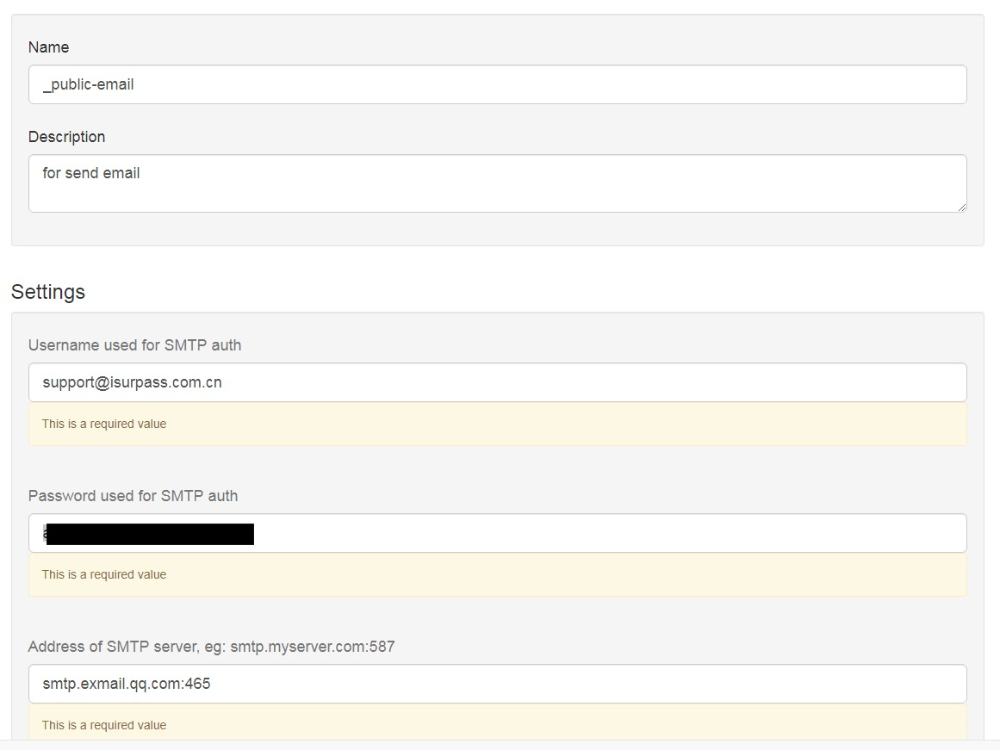 Name
_public-email
Description
for send email
Settings
Username used for SMTP auth
support@isurpass.com.cn
This is a required value
Password used for SMTP auth
This is a required value
Address of SMTP server, eg: smtp.myserver.com:587
smtp.exmail.qq.com:465
This is a required value